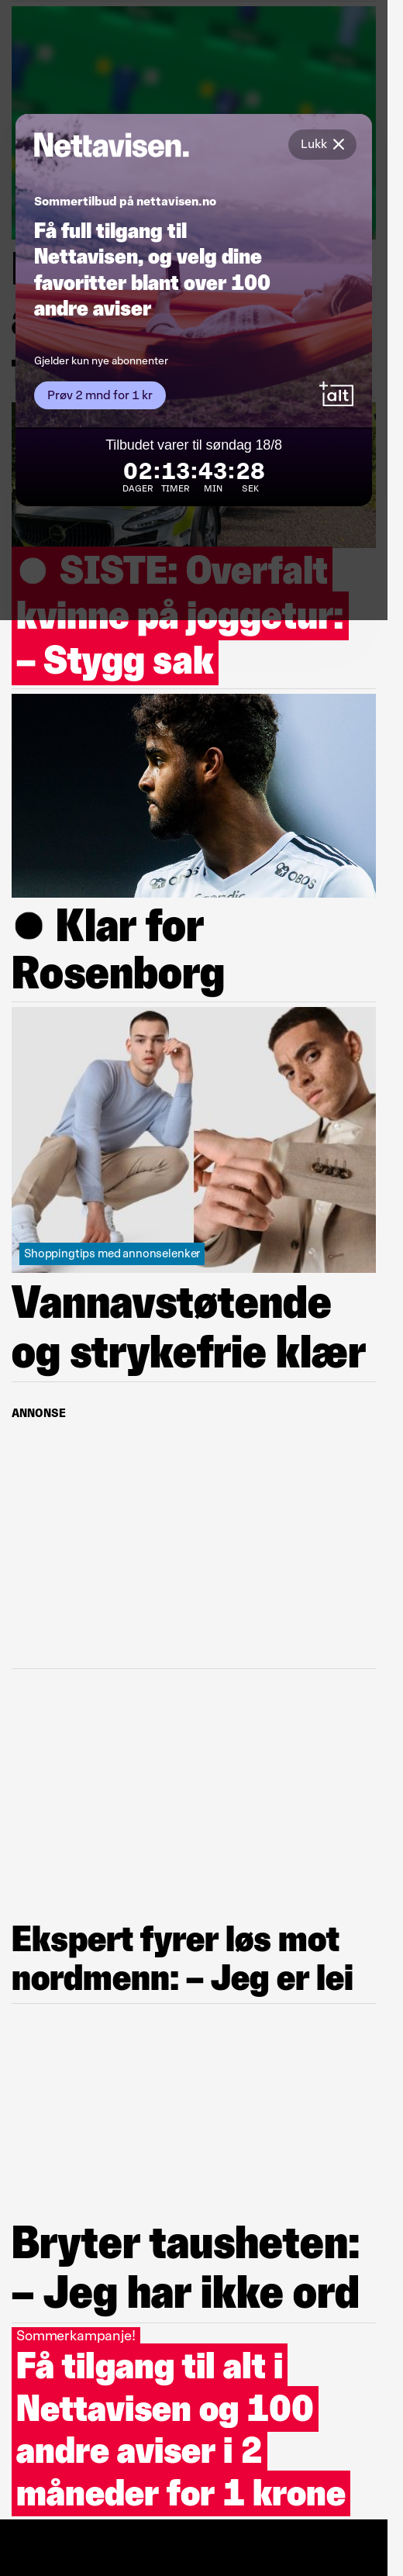 Nettavisen.
Lukk
Sommertilbud på nettavisen.no
Få full tilgang til
Nettavisen, og velg dine
favoritter blant over 100
andre aviser
Gjelder kun nye abonnenter
Prøv 2 mnd for 1 kr
+alt
Tilbudet varer til søndag 18/8
02:13:43:28
DAGER TIMER MIN SEK
● SISTE: Overfalt
kvinne på joggetur:
– Stygg sak
OBOS
● Klar for
Rosenborg
Shoppingtips med annonselenker
Vannavstøtende
og strykefrie klær
ANNONSE
Ekspert fyrer løs mot
nordmenn: – Jeg er lei
Bryter tausheten:
– Jeg har ikke ord
Sommerkampanje!
Få tilgang til alt i
Nettavisen og 100
andre aviser i 2
måneder for 1 krone